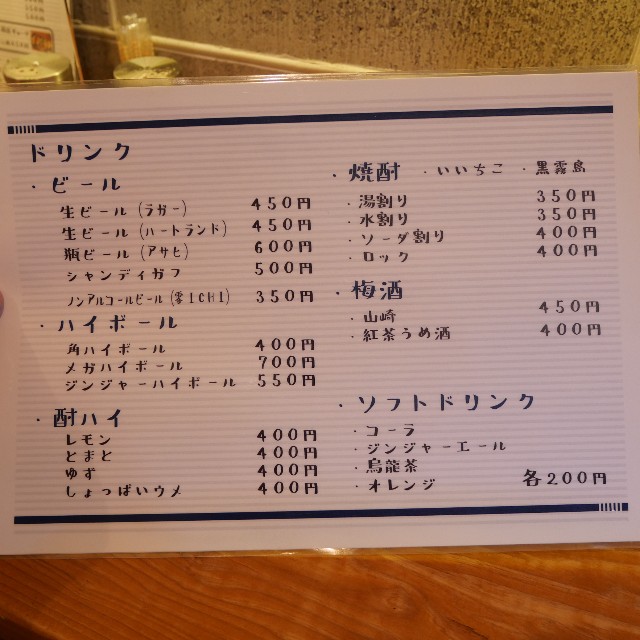 ドリンク
・ビール
生ビール(ラガー) 450円
生ビール(ハートランド) 450円
瓶ビール(アサヒ) 600円
シャンディガフ 500円
ノンアルコールビール(零ICHI) 350円
・ハイボール
角ハイボール 400円
メガハイボール 700円
ジンジャーハイボール 550円
・酎ハイ
レモン 400円
とまと 400円
ゆず 400円
しょっぱいウメ 400円
・焼酎 ・いいちこ ・黒霧島
・湯割り 350円
・水割り 350円
・ソーダ割り 400円
・ロック 400円
・梅酒
・山崎 450円
・紅茶うめ酒 400円
・ソフトドリンク
・コーラ
・ジンジャーエール
・烏龍茶
・オレンジ 各200円